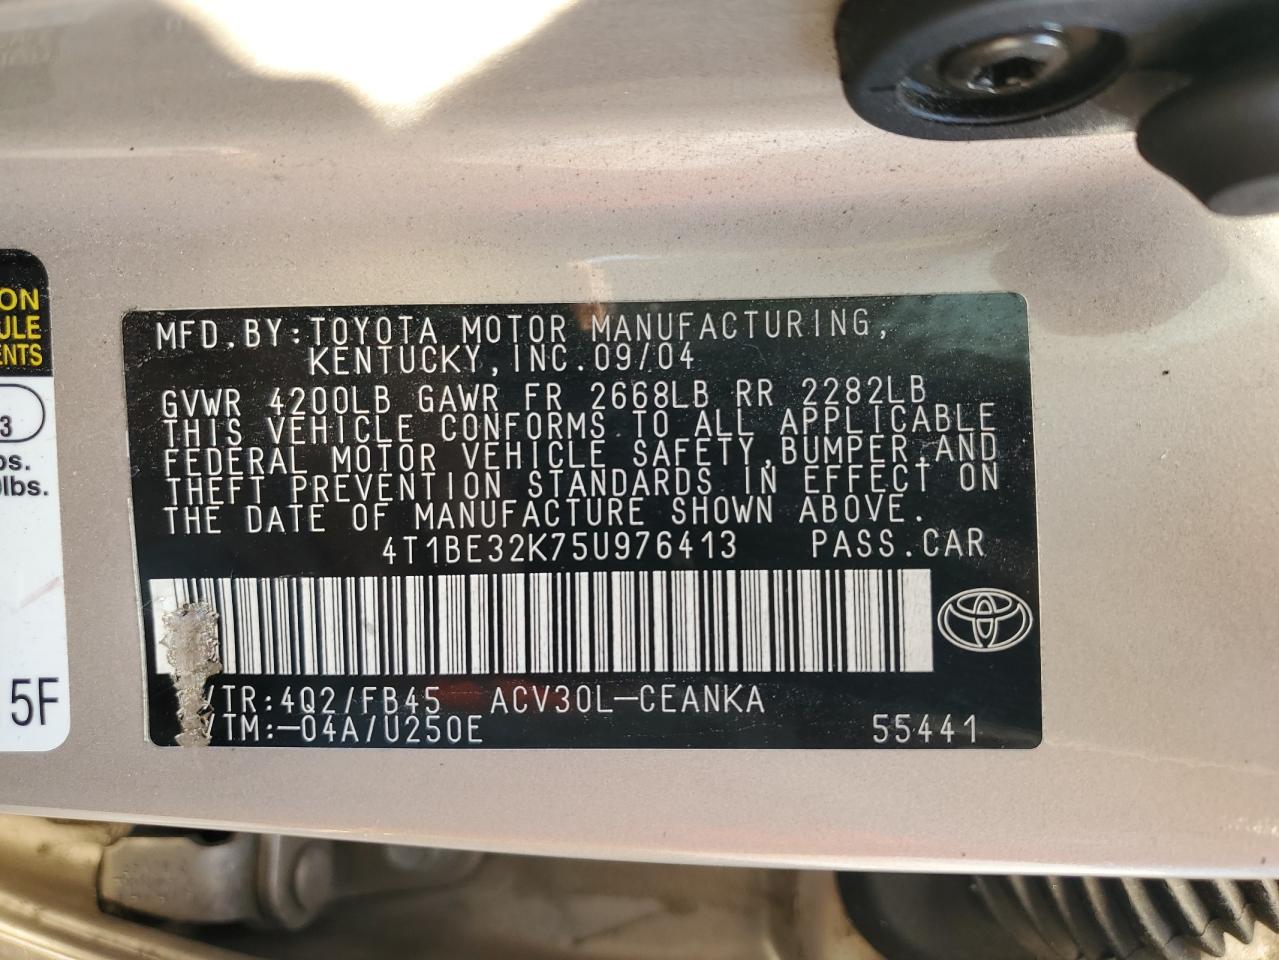 MFD.BY:TOYOTA MOTOR MANUFACTURING,
KENTUCKY,INC.09/04
GVWR 4200LB GAWR FR 2668LB RR 2282LB
THIS VEHICLE CONFORMS TO ALL APPLICABLE
FEDERAL MOTOR VEHICLE SAFETY,BUMPER,AND
THEFT PREVENTION STANDARDS IN EFFECT ON
THE DATE OF MANUFACTURE SHOWN ABOVE.
4T1BE32K75U976413 PASS.CAR
/TR:4Q2/FB45 ACV30L-CEANKA
/TM:-04A/U250E 55441
ON
ULE
ENTS
3
os.
lbs.
5F